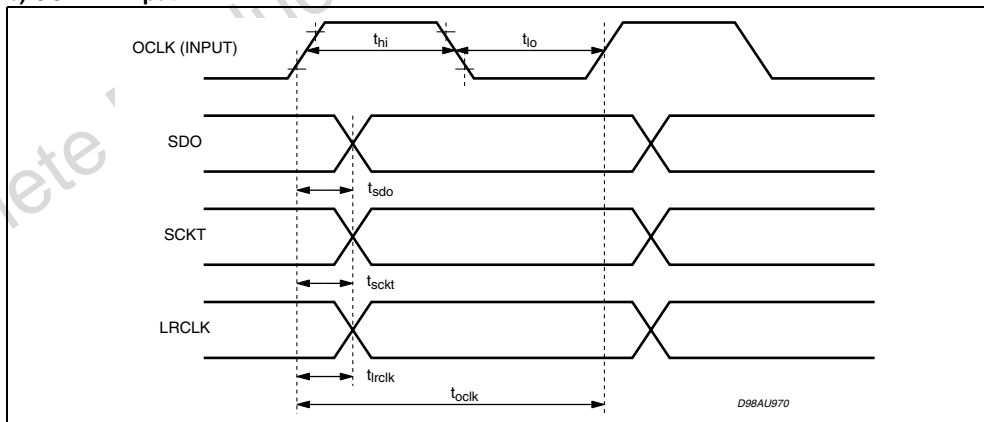 OCLK (INPUT)
thi
tlo
SDO
tsdo
SCKT
tsckt
LRCLK
tlrclk
toclk
D98AU970